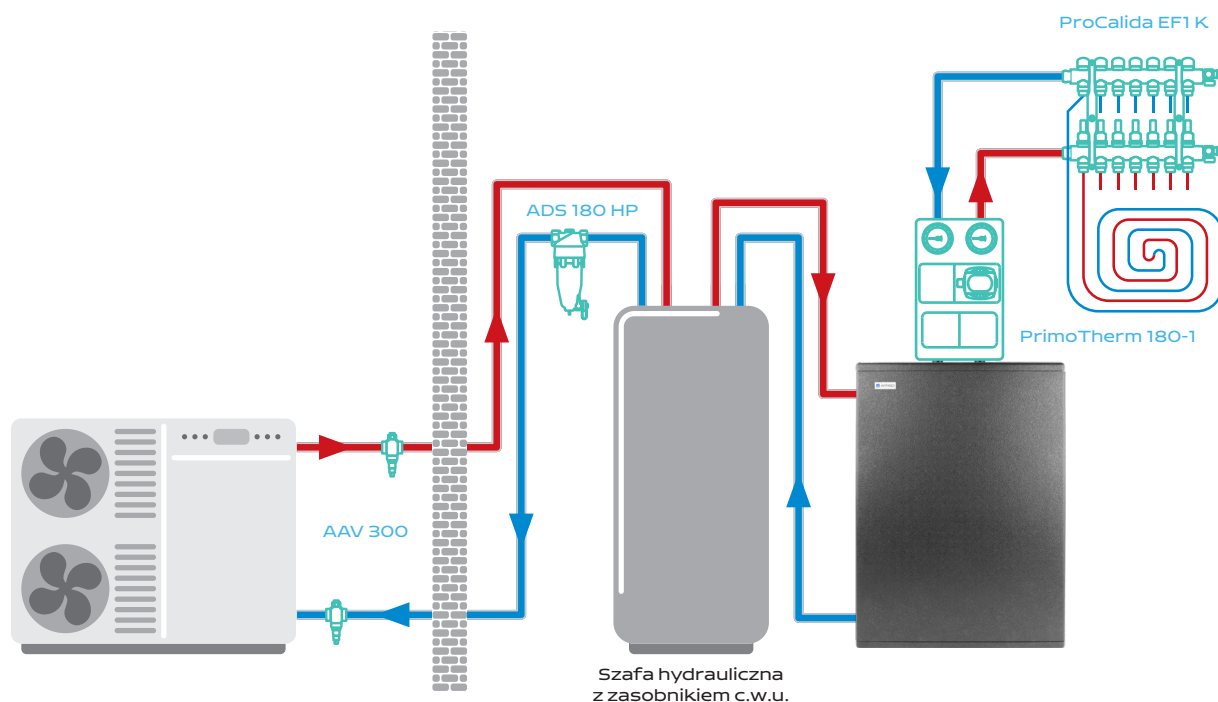 ProCalida EF1 K
ADS 180 HP
PrimoTherm 180-1
AAV 300
Szafa hydrauliczna
z zasobnikiem c.w.u.